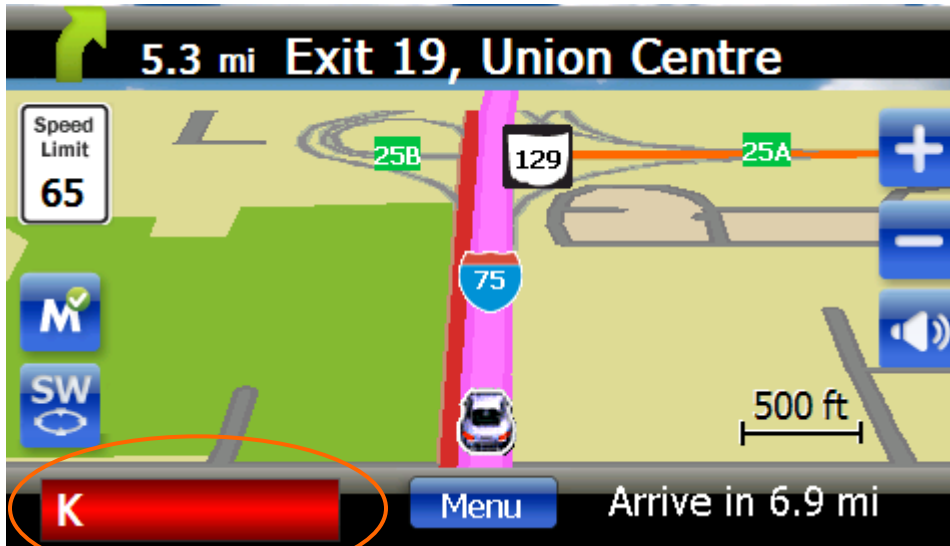 5.3 mi Exit 19, Union Centre
Speed
Limit
65
25B
129
25A
75
M
SW
500 ft
K
Menu
Arrive in 6.9 mi